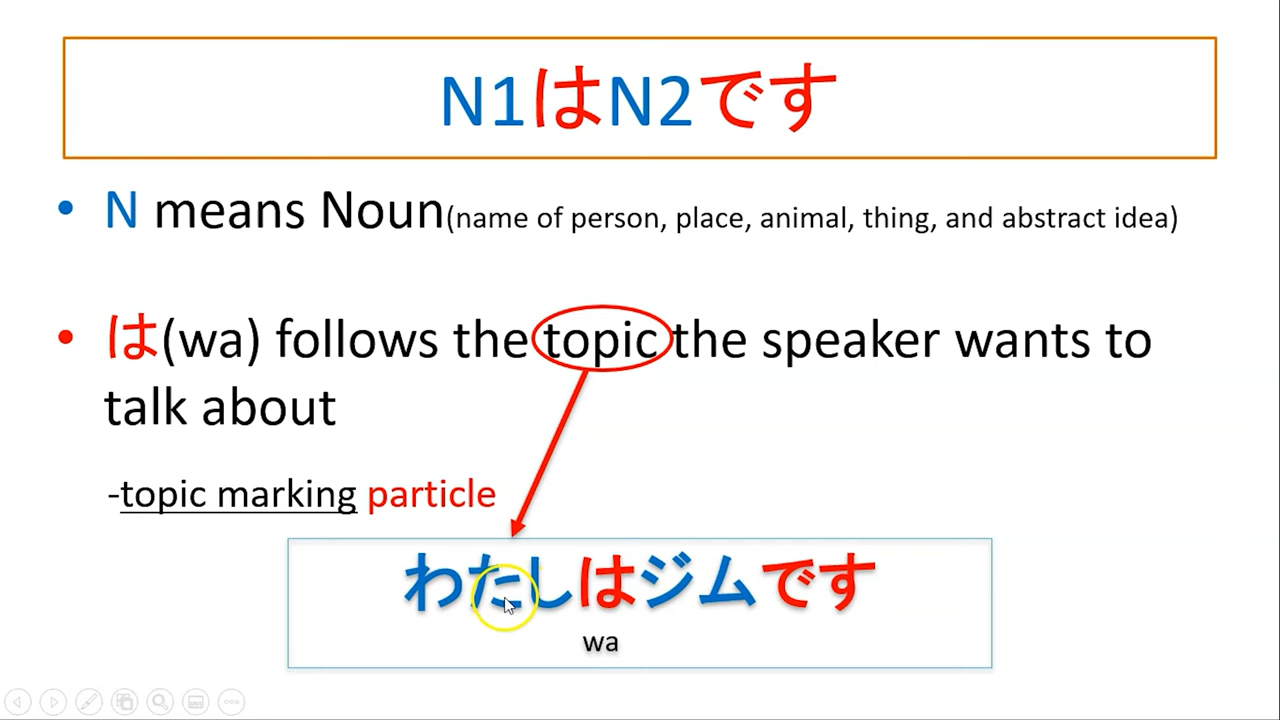 N1はN2です
• N means Noun(name of person, place, animal, thing, and abstract idea)
• は(wa) follows the topic the speaker wants to
talk about
-topic marking particle
わたしはジムです
wa